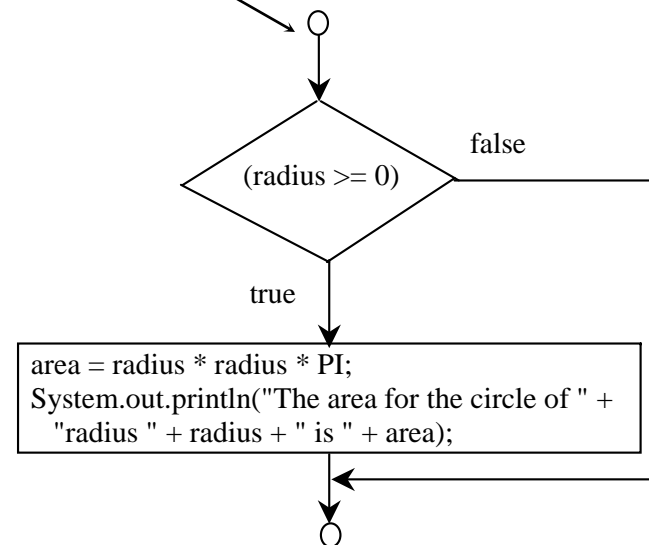 false
(radius >= 0)
true
area = radius * radius * PI;
System.out.println("The area for the circle of " +
"radius " + radius + " is " + area);